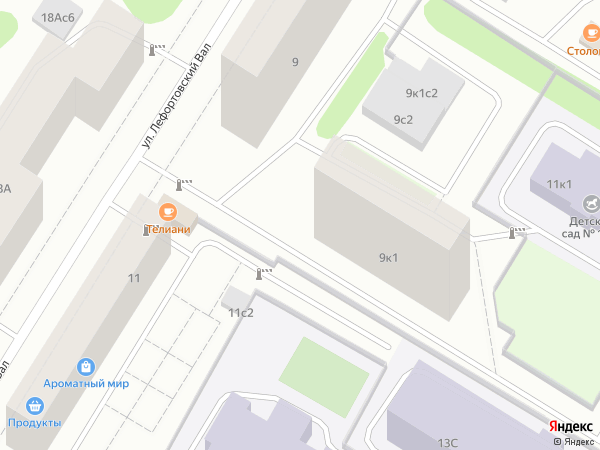 18Ас6
ул. Лефортовский Вал
9
9к1с2
9с2
Столо
11к1
Детск
сад №
Телиани
9к1
11
11с2
Ароматный мир
Продукты
13С
Яндекс
© Яндекс